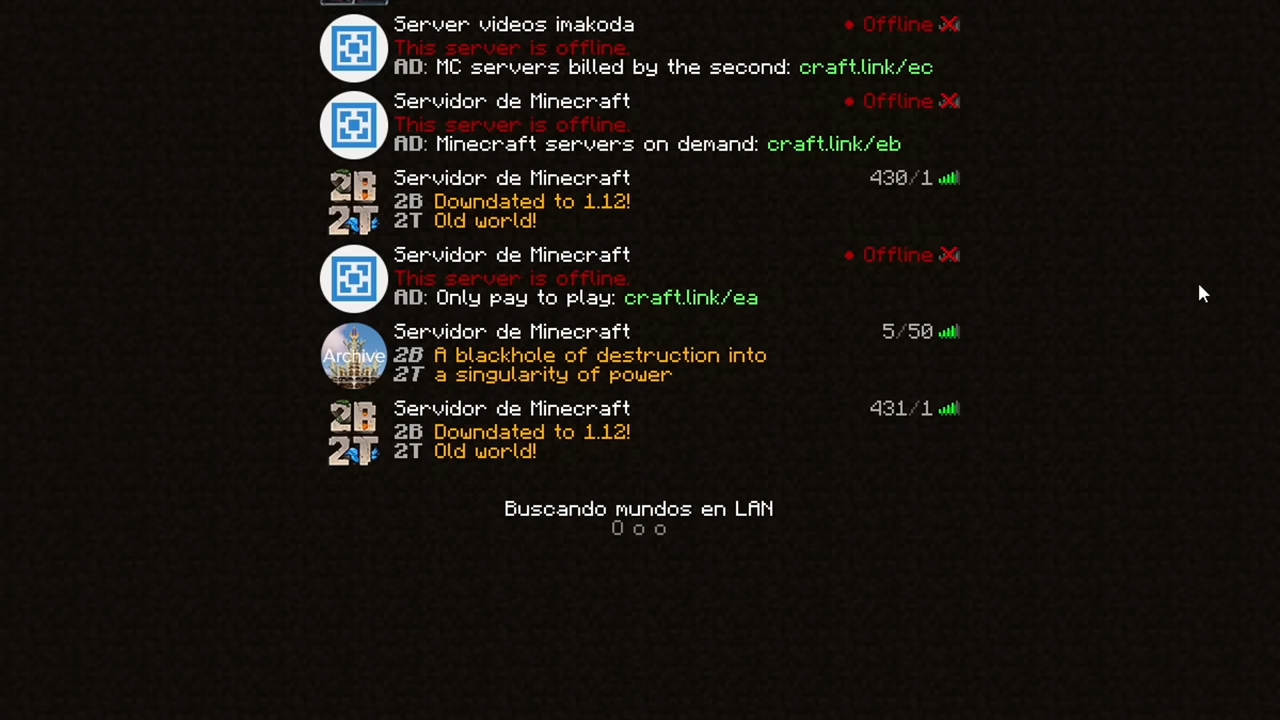 Server videos imakoda
• Offline
This server is offline.
AD: MC servers billed by the second: craft.link/ec
Servidor de Minecraft
• Offline
This server is offline.
AD: Minecraft servers on demand: craft.link/eb
2B
2T
Servidor de Minecraft
430/1
2B Downdated to 1.12!
2T Old world!
Servidor de Minecraft
• Offline
This server is offline.
AD: Only pay to play: craft.link/ea
Archive
Servidor de Minecraft
5/50
2B A blackhole of destruction into
2T a singularity of power
2B
2T
Servidor de Minecraft
431/1
2B Downdated to 1.12!
2T Old world!
Buscando mundos en LAN
O o o